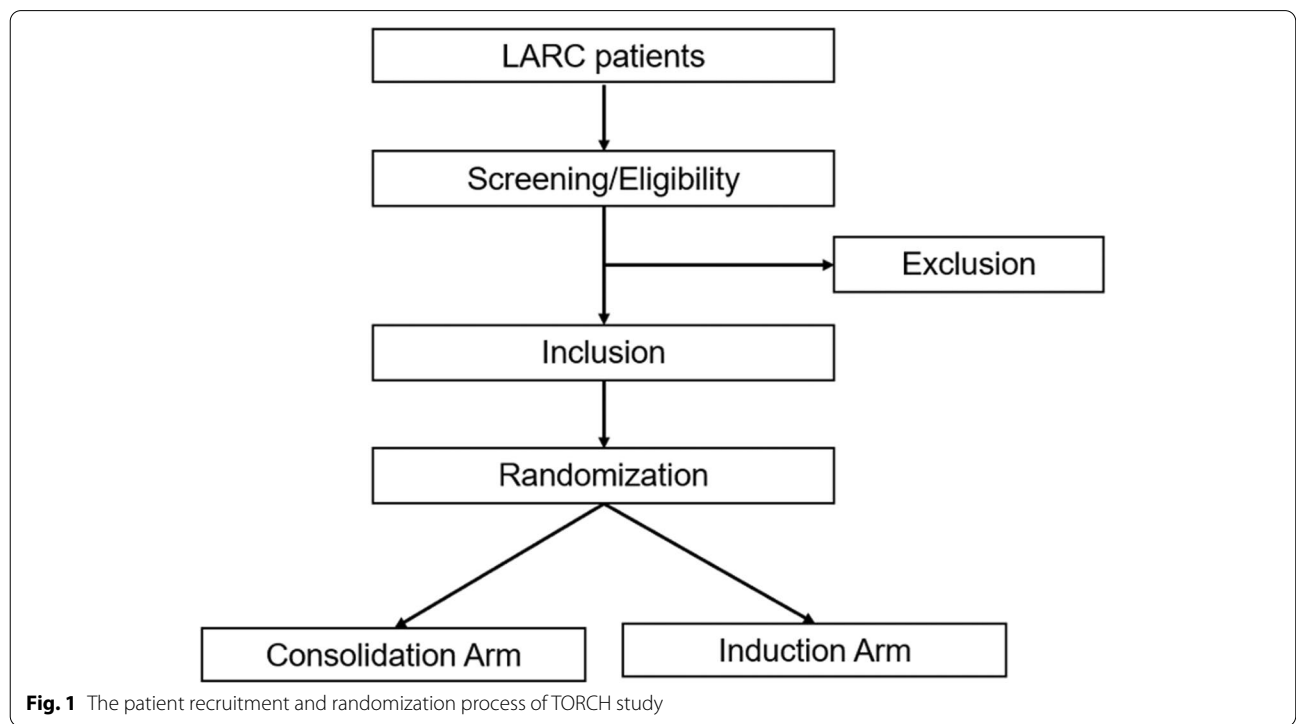 LARC patients
Screening/Eligibility
Exclusion
Inclusion
Randomization
Consolidation Arm
Induction Arm
Fig. 1 The patient recruitment and randomization process of TORCH study